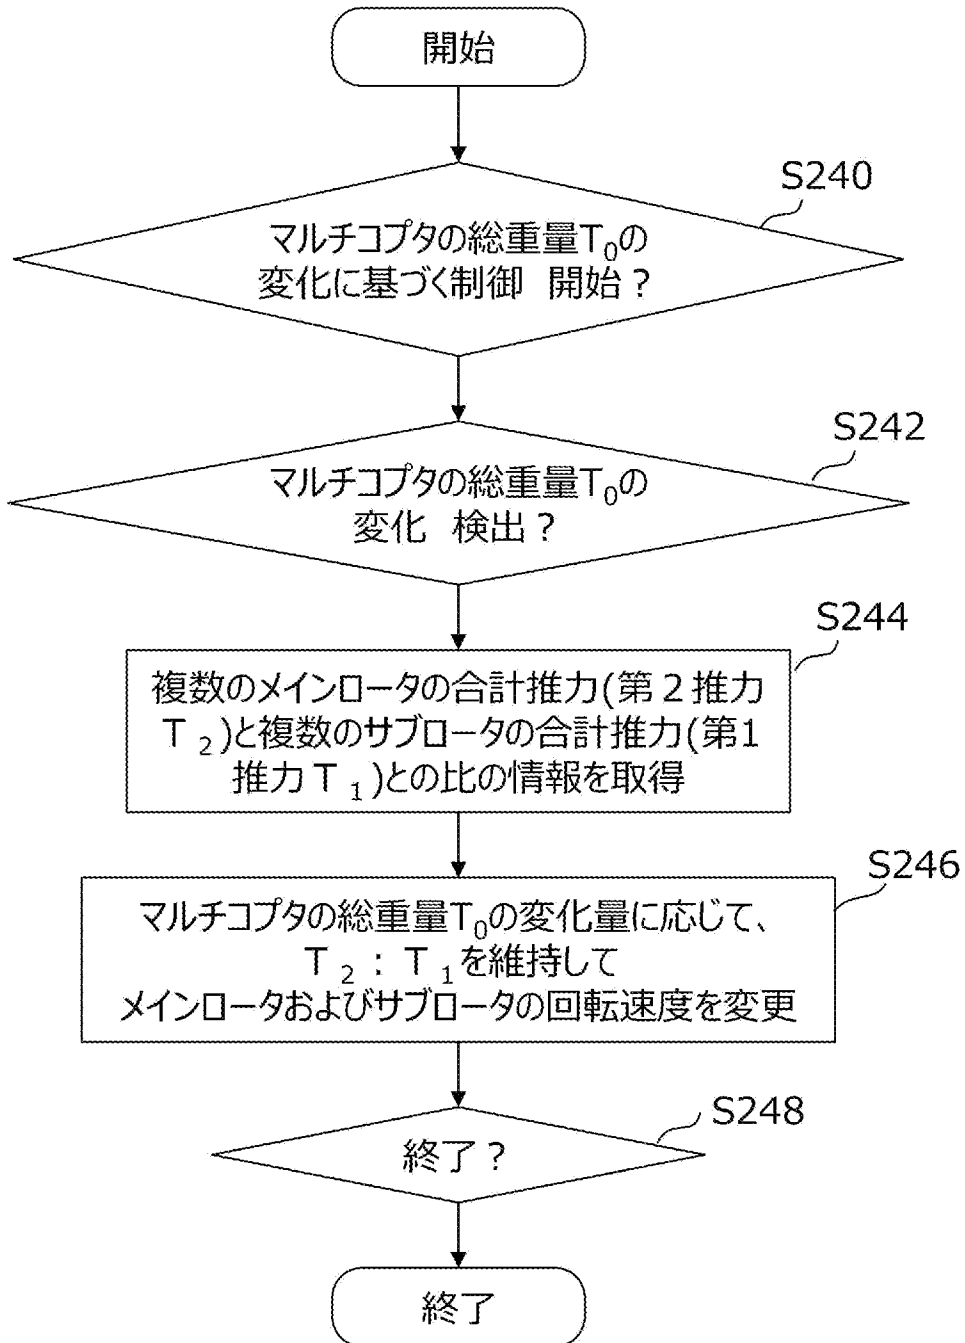 開始
S240
マルチコプタの総重量T₀の
変化に基づく制御　開始？
S242
マルチコプタの総重量T₀の
変化　検出？
S244
複数のメインロータの合計推力(第２推力
Ｔ₂)と複数のサブロータの合計推力(第1
推力Ｔ₁)との比の情報を取得
S246
マルチコプタの総重量T₀の変化量に応じて、
Ｔ₂：Ｔ₁を維持して
メインロータおよびサブロータの回転速度を変更
S248
終了？
終了